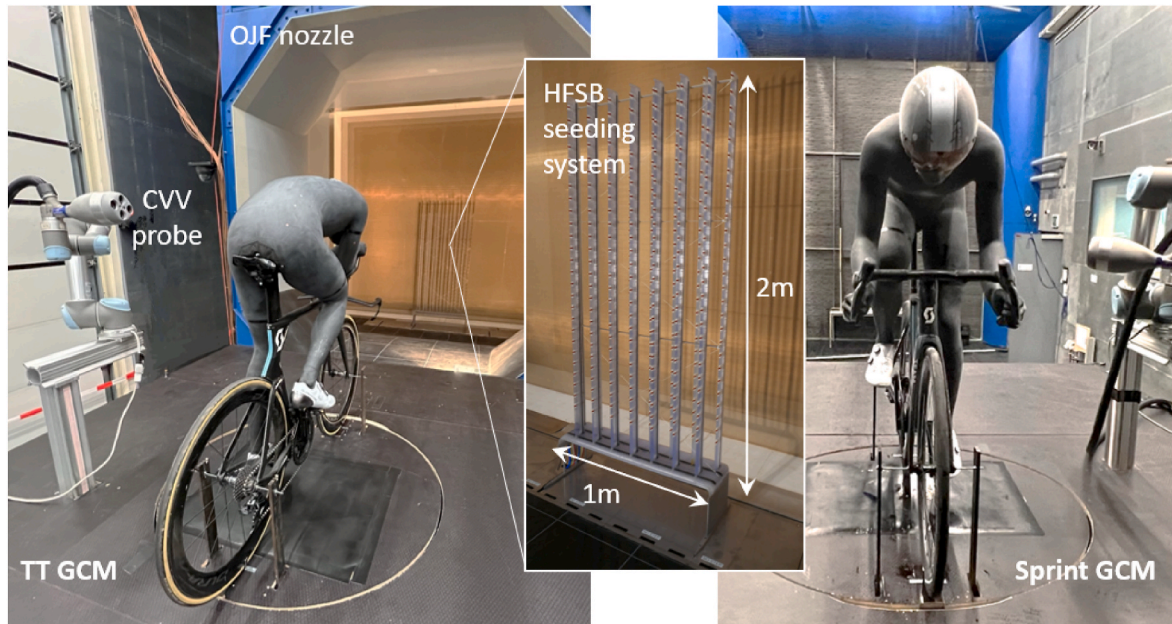 OJF nozzle
CVV
probe
TT GCM
HFSB
seeding
system
2m
1m
Sprint GCM